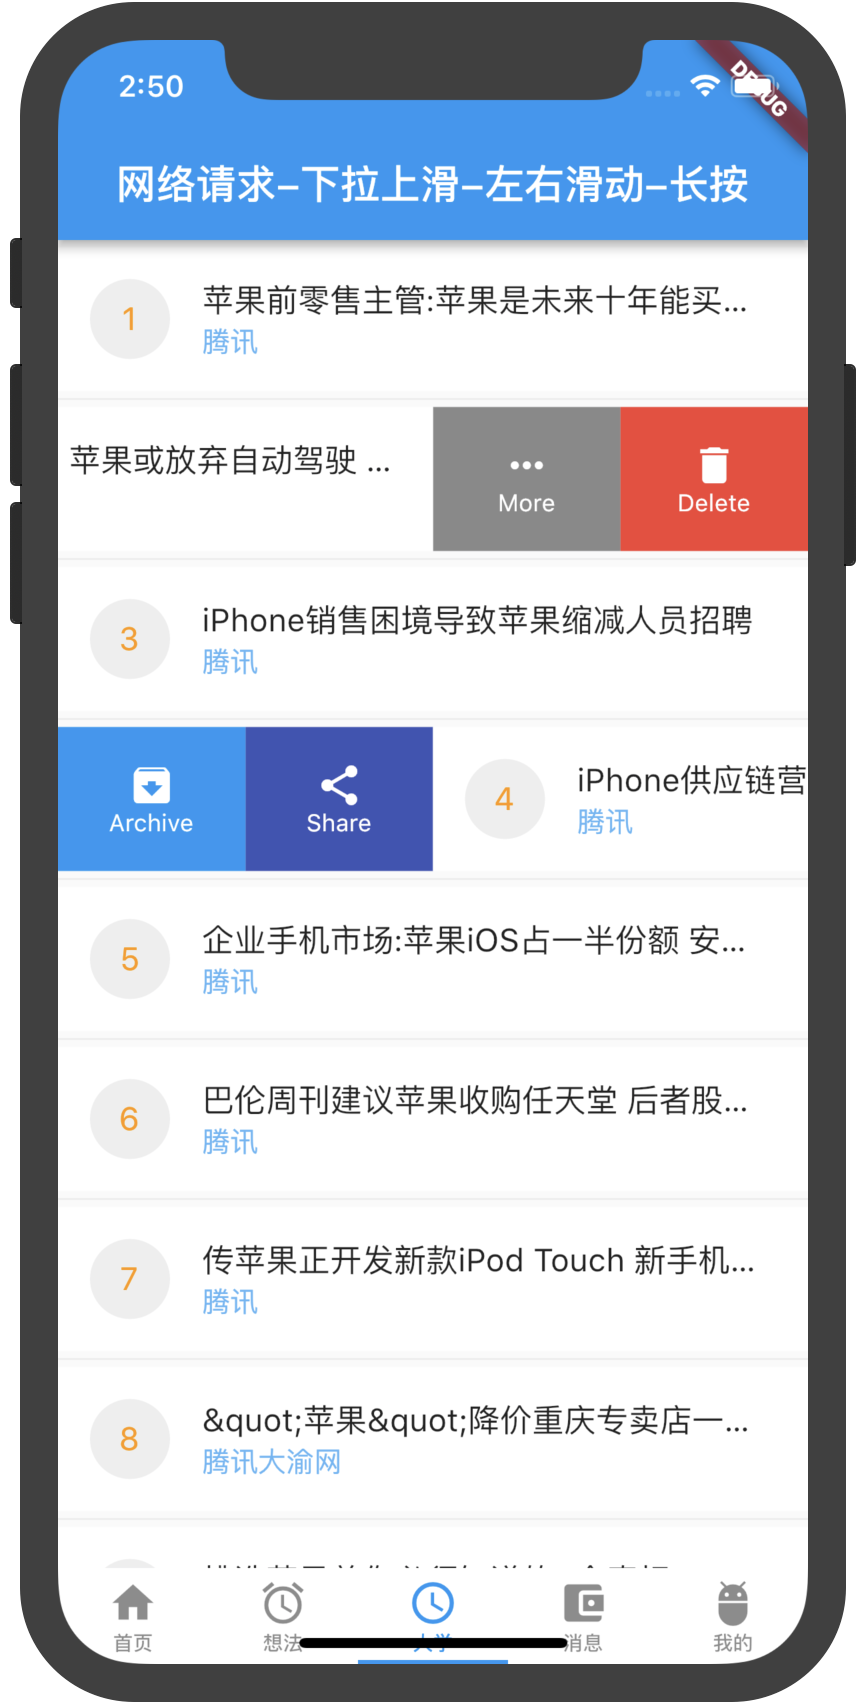 2:50
DEBUG
网络请求-下拉上滑-左右滑动-长按
1
苹果前零售主管:苹果是未来十年能买...
腾讯
苹果或放弃自动驾驶 ...
More
Delete
3
iPhone销售困境导致苹果缩减人员招聘
腾讯
Archive
Share
4
iPhone供应链营
腾讯
5
企业手机市场:苹果iOS占一半份额 安...
腾讯
6
巴伦周刊建议苹果收购任天堂 后者股...
腾讯
7
传苹果正开发新款iPod Touch 新手机...
腾讯
8
&quot;苹果&quot;降价重庆专卖店一...
腾讯大渝网
首页
想法
消息
我的